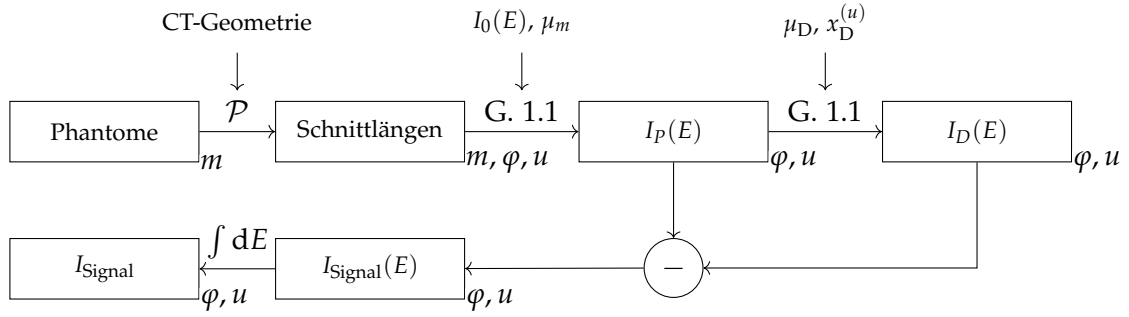 CT-Geometrie
I_0(E), μ_m
μ_D, x_D^{(u)}
Phantome
𝒫
Schnittlängen
G. 1.1
I_P(E)
G. 1.1
I_D(E)
m
m, φ, u
φ, u
φ, u
I_Signal
∫ dE
I_Signal(E)
−
φ, u
φ, u